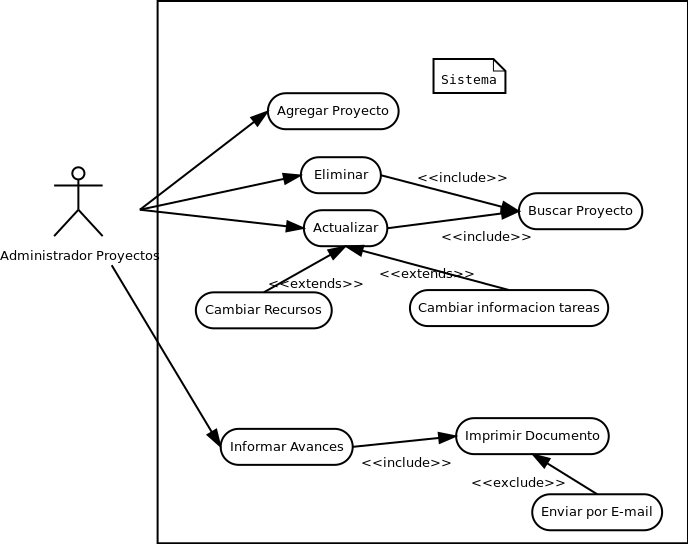 Sistema
Agregar Proyecto
Eliminar
<<include>>
Buscar Proyecto
Actualizar
<<include>>
Administrador Proyectos
<<extends>>
<<extends>>
Cambiar Recursos
Cambiar informacion tareas
Informar Avances
Imprimir Documento
<<include>>
<<exclude>>
Enviar por E-mail